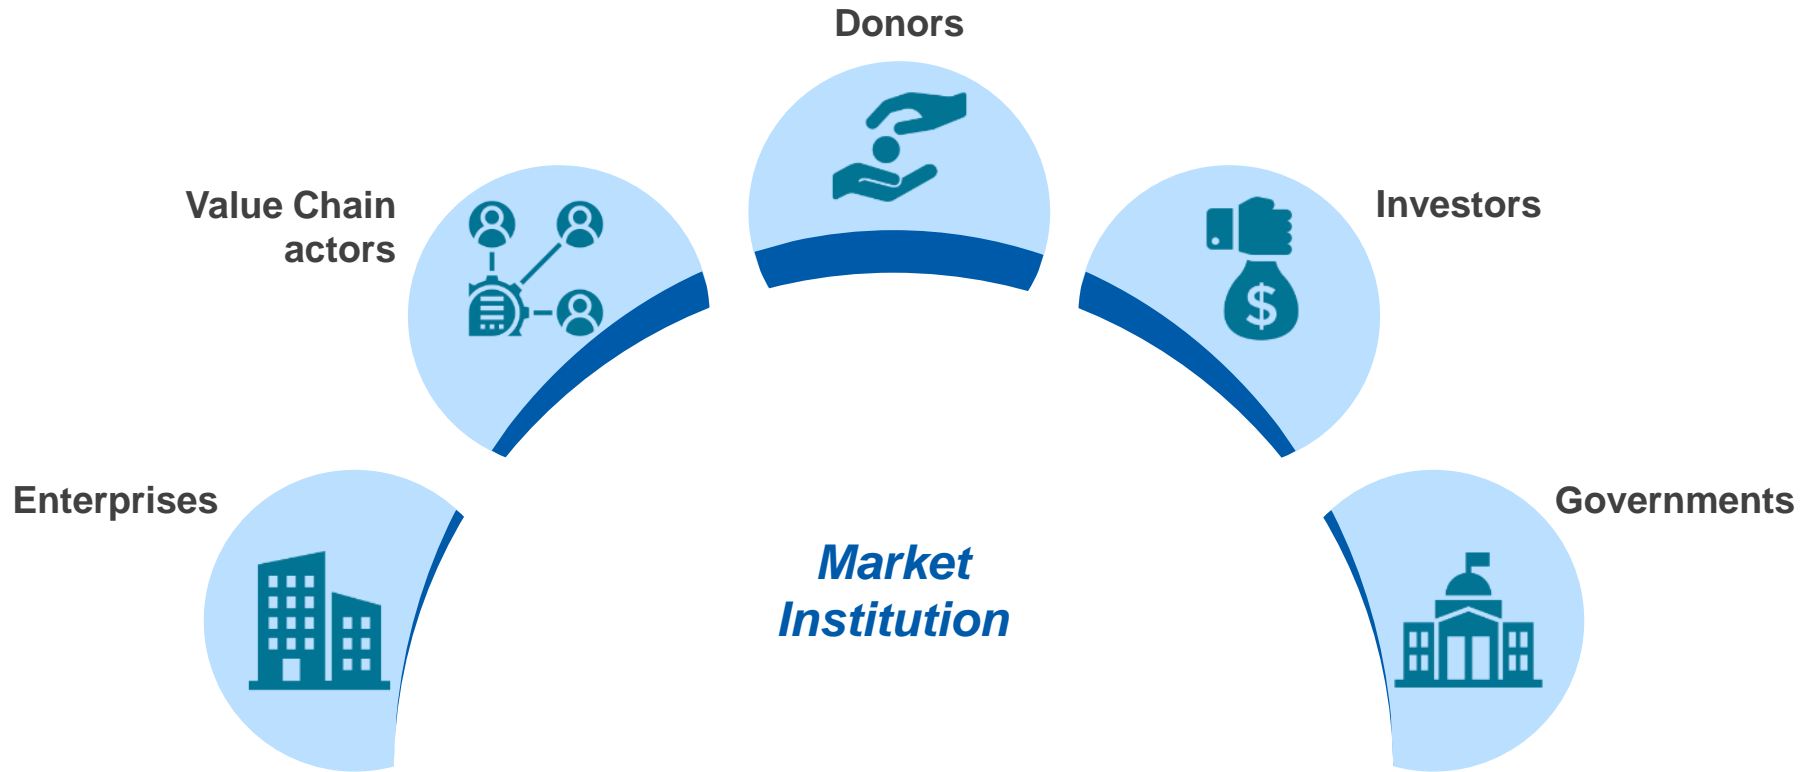 Donors
Value Chain
actors
Investors
Enterprises
Governments
Market
Institution
$